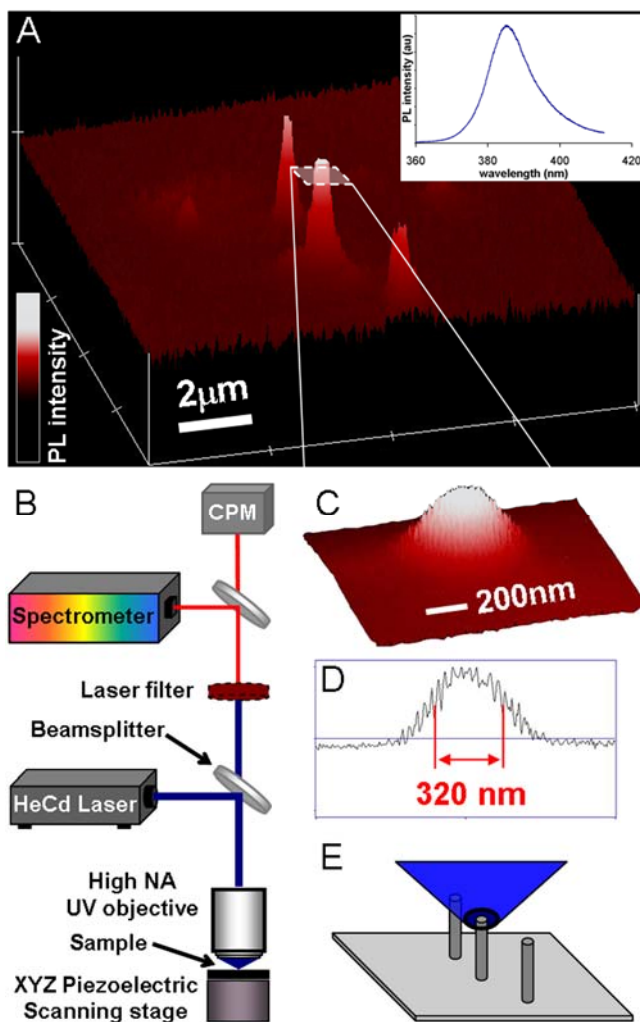 A
PL intensity (au)
360
380
400
420
wavelength (nm)
PL intensity
2μm
B
CPM
Spectrometer
Laser filter
Beamsplitter
HeCd Laser
High NA
UV objective
Sample
XYZ Piezoelectric
Scanning stage
C
200nm
D
320 nm
E